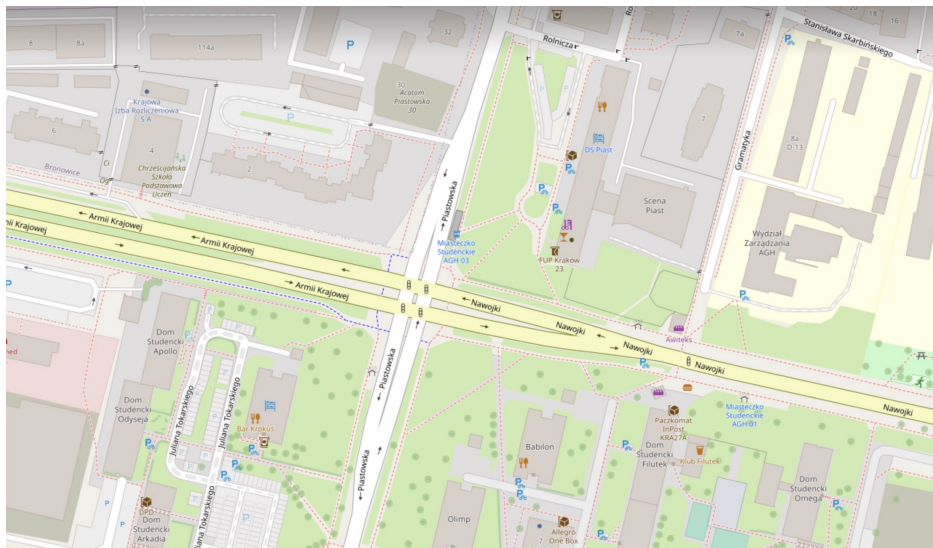 32
Rolnicza
Stanisława Skarbińskiego
18
16
8
8a
114a
P
7a
P
30
Acatom
Piastowska
30
Krajowa
Izba Rozliczeniowa
S.A
P
P
6
4
7
8a
D-13
DS Piast
Gramatyka
Bronowice
Chrześcijańska
Szkoła
Podstawowa
Uczeń
2
Piastowska
P
P
Scena
Piast
Armii Krajowej
Armii Krajowej
Armii Krajowej
Miasteczko
Studenckie
AGH 03
FUP Kraków
23
Wydział
Zarządzania
AGH
P
P
Nawojki
Nawojki
Nawojki
Nawojki
Nawojki
Awiteks
Dom
Studencki
Apollo
Piastowska
P
Dom
Studencki
Odyseja
Juliana Tokarskiego
Juliana Tokarskiego
Bar Krokus
Miasteczko
Studenckie
AGH 01
Paczkomat
InPost
KRA27A
Babilon
Dom
Studencki
Filutek
Klub Filutek
Piastowska
P
P
P
P
P
P
Dom
Studencki
Omega
DPD
Dom
Studencki
Arkadia
P
P
P
Olimp
Allegro
One Box
P
P